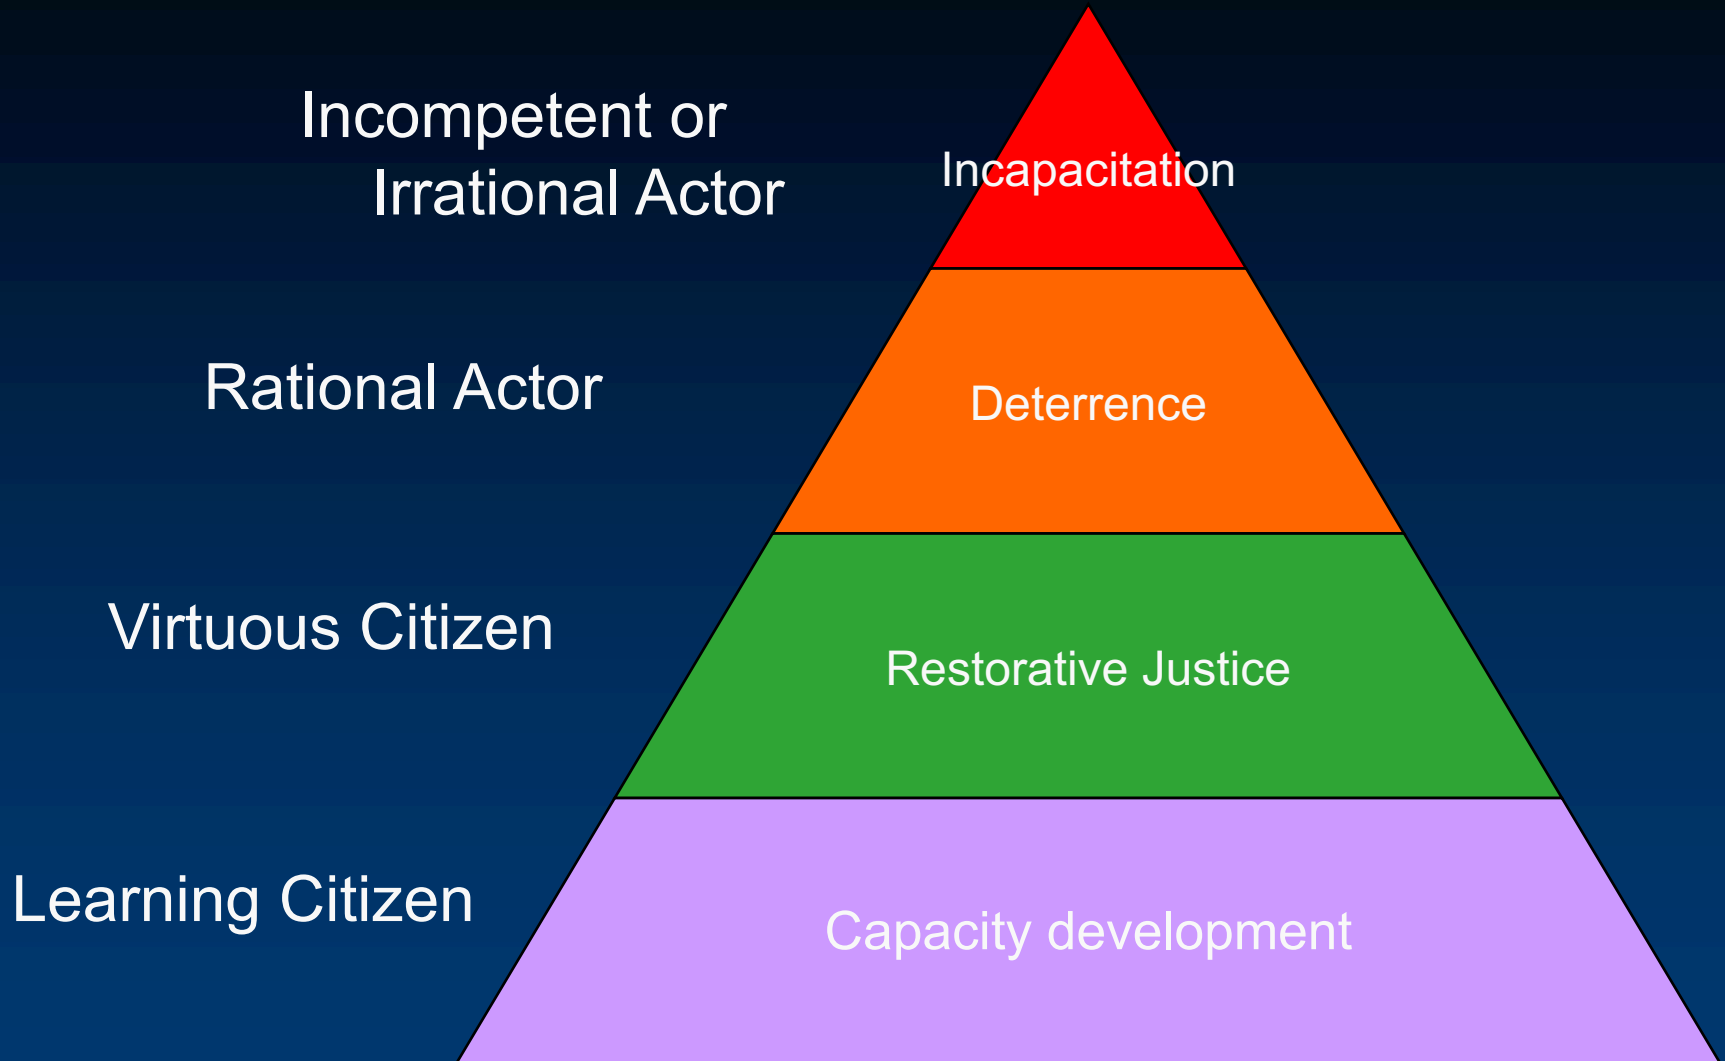 Incompetent or
Irrational Actor
Incapacitation
Rational Actor
Deterrence
Virtuous Citizen
Restorative Justice
Learning Citizen
Capacity development